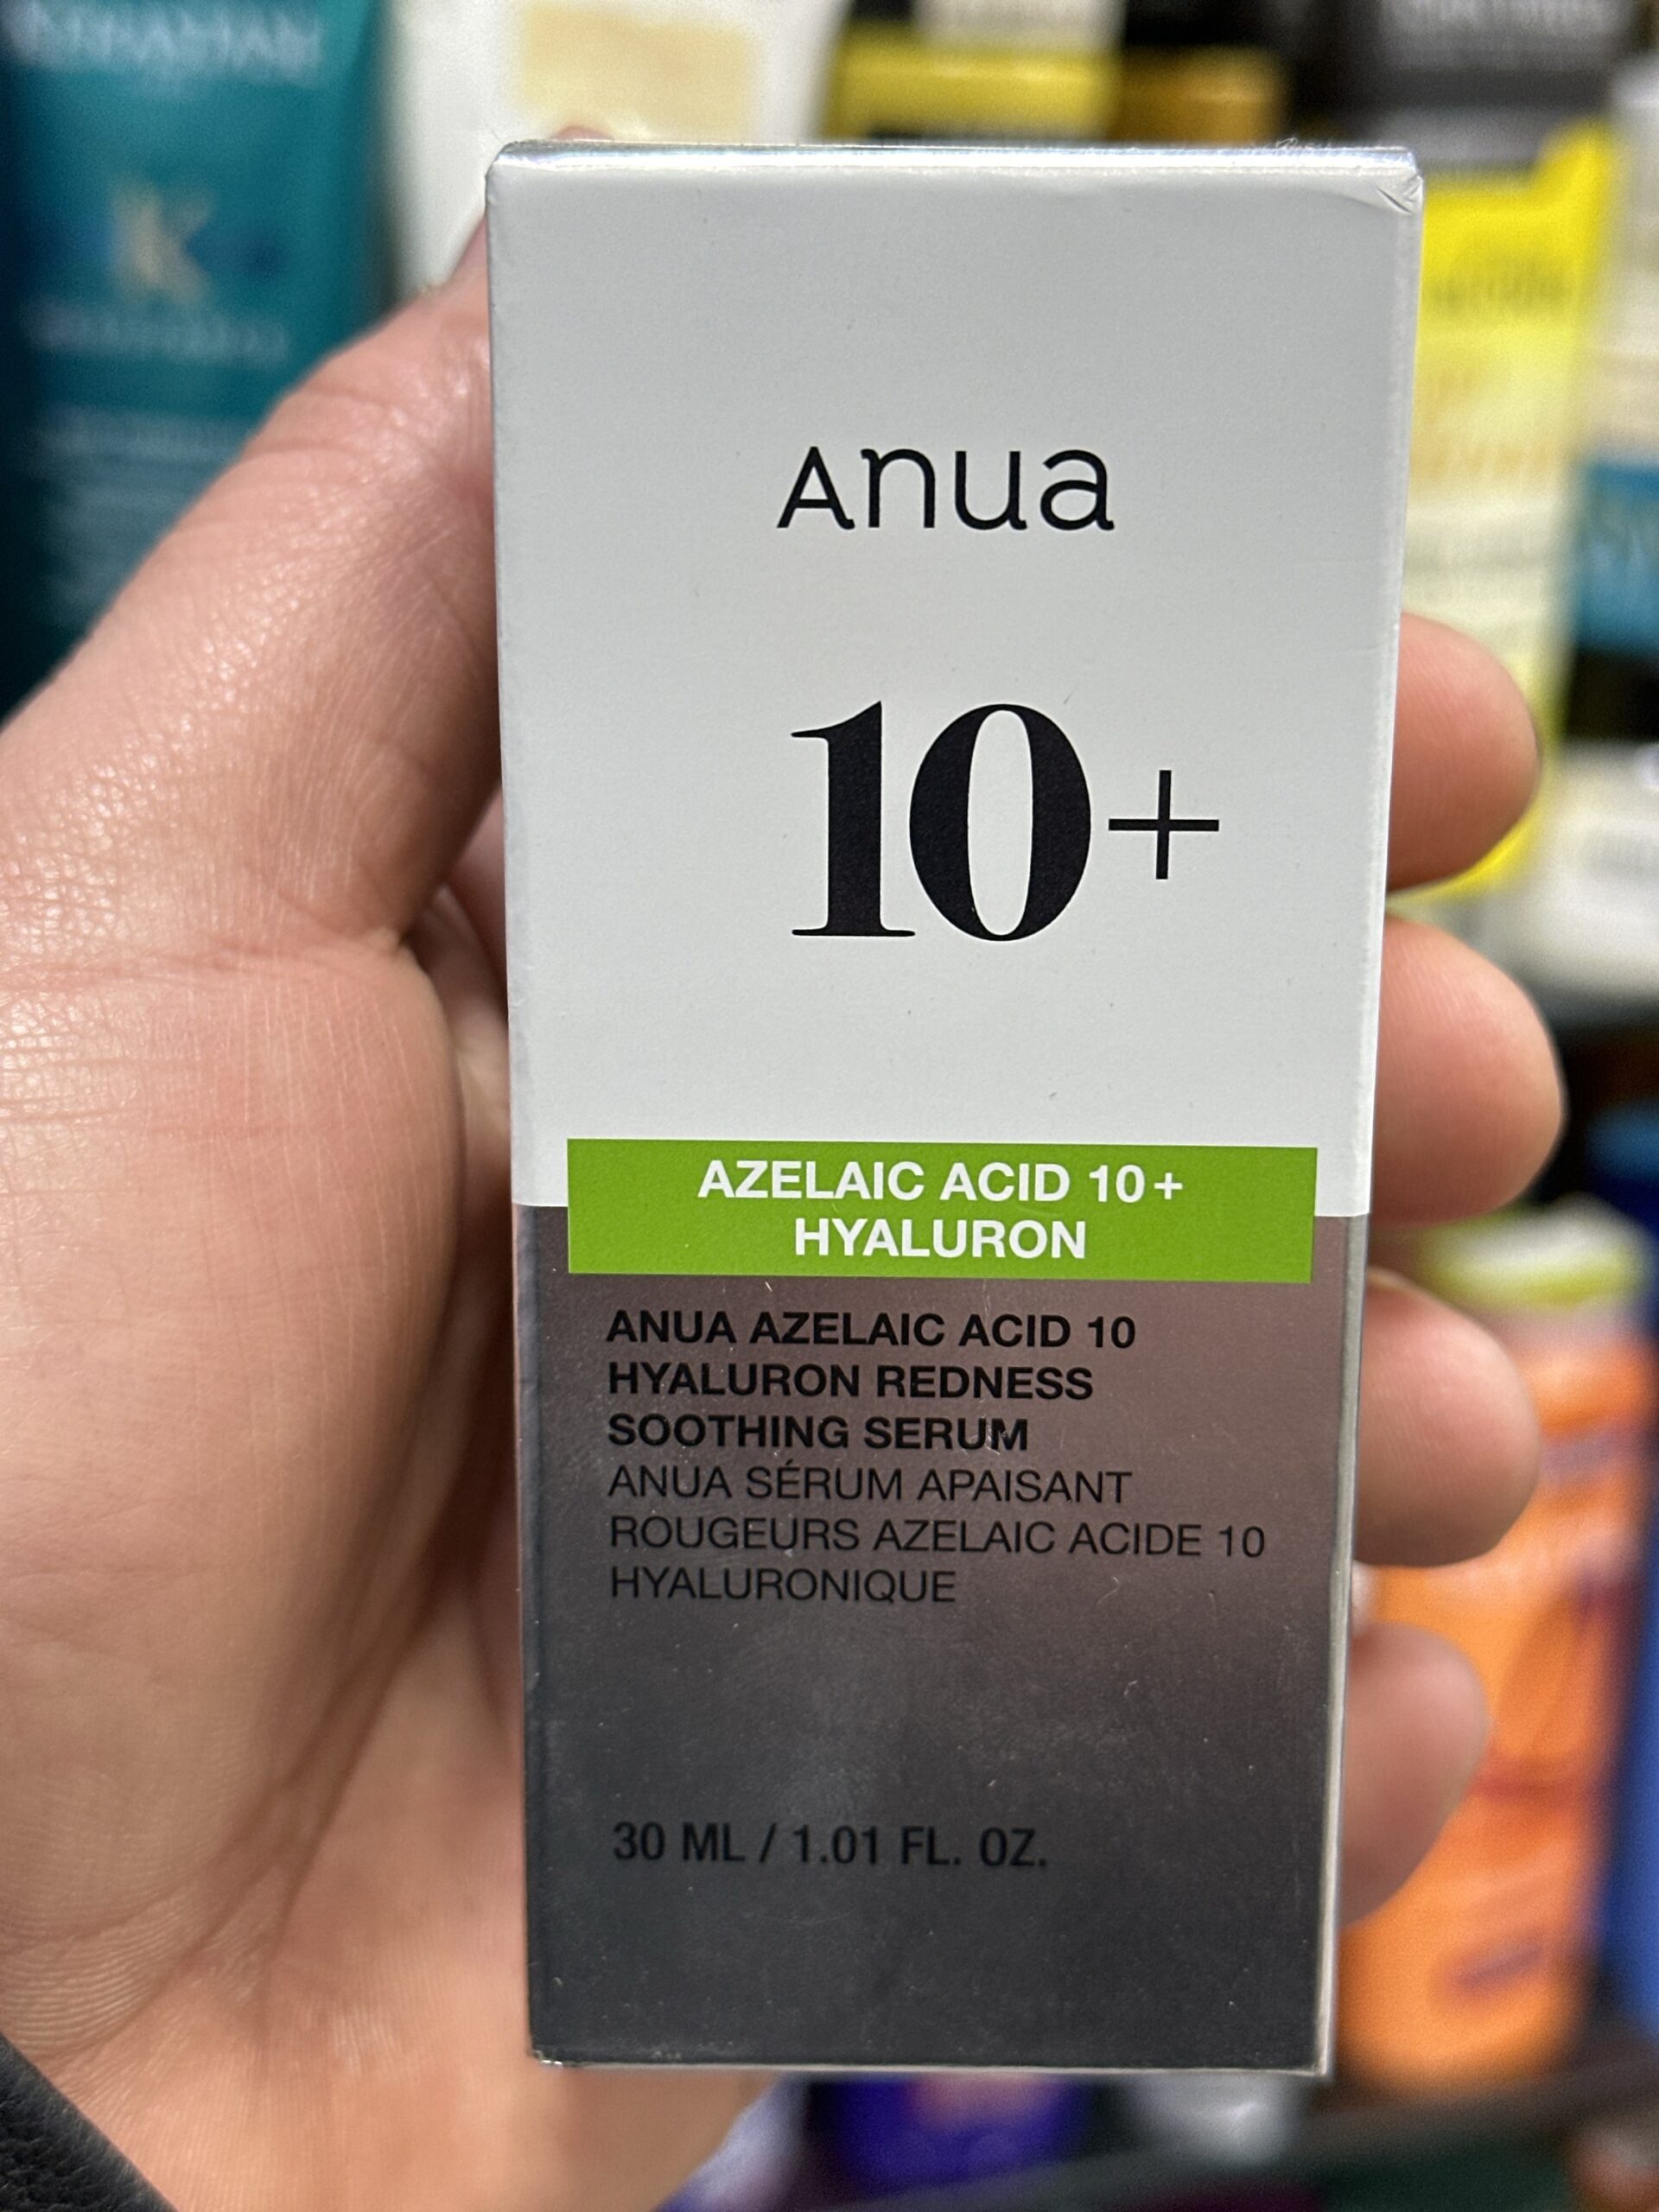 Anua
10+
AZELAIC ACID 10+
HYALURON
ANUA AZELAIC ACID 10
HYALURON REDNESS
SOOTHING SERUM
ANUA SÉRUM APAISANT
ROUGEURS AZELAIC ACIDE 10
HYALURONIQUE
30 ML / 1.01 FL. OZ.